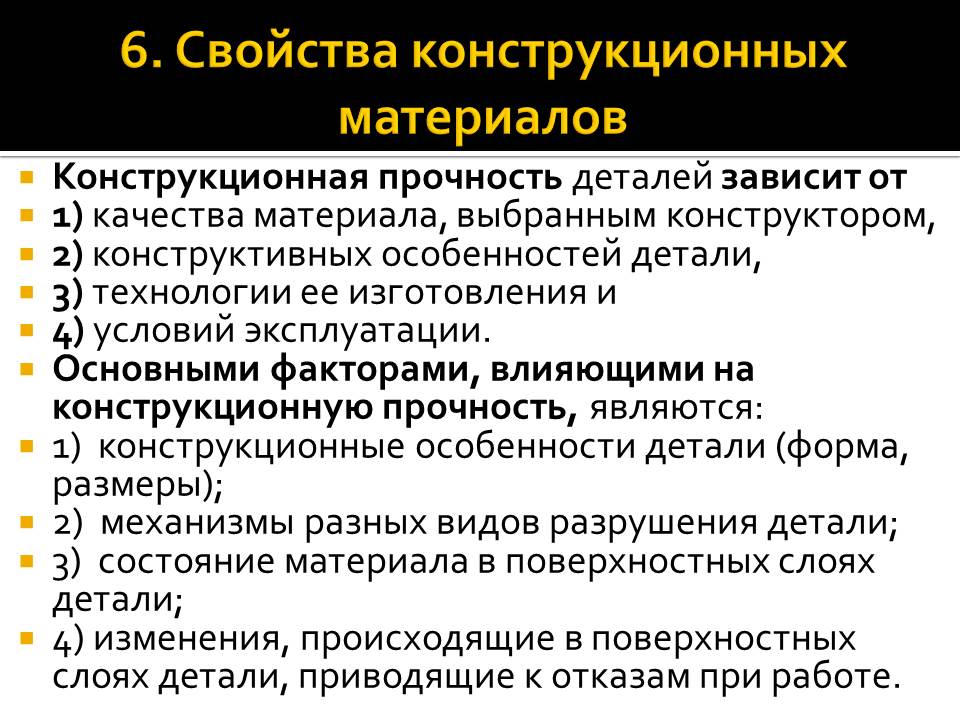 6. Свойства конструкционных
материалов
Конструкционная прочность деталей зависит от
1) качества материала, выбранным конструктором,
2) конструктивных особенностей детали,
3) технологии ее изготовления и
4) условий эксплуатации.
Основными факторами, влияющими на
конструкционную прочность, являются:
1) конструкционные особенности детали (форма,
размеры);
2) механизмы разных видов разрушения детали;
3) состояние материала в поверхностных слоях
детали;
4) изменения, происходящие в поверхностных
слоях детали, приводящие к отказам при работе.